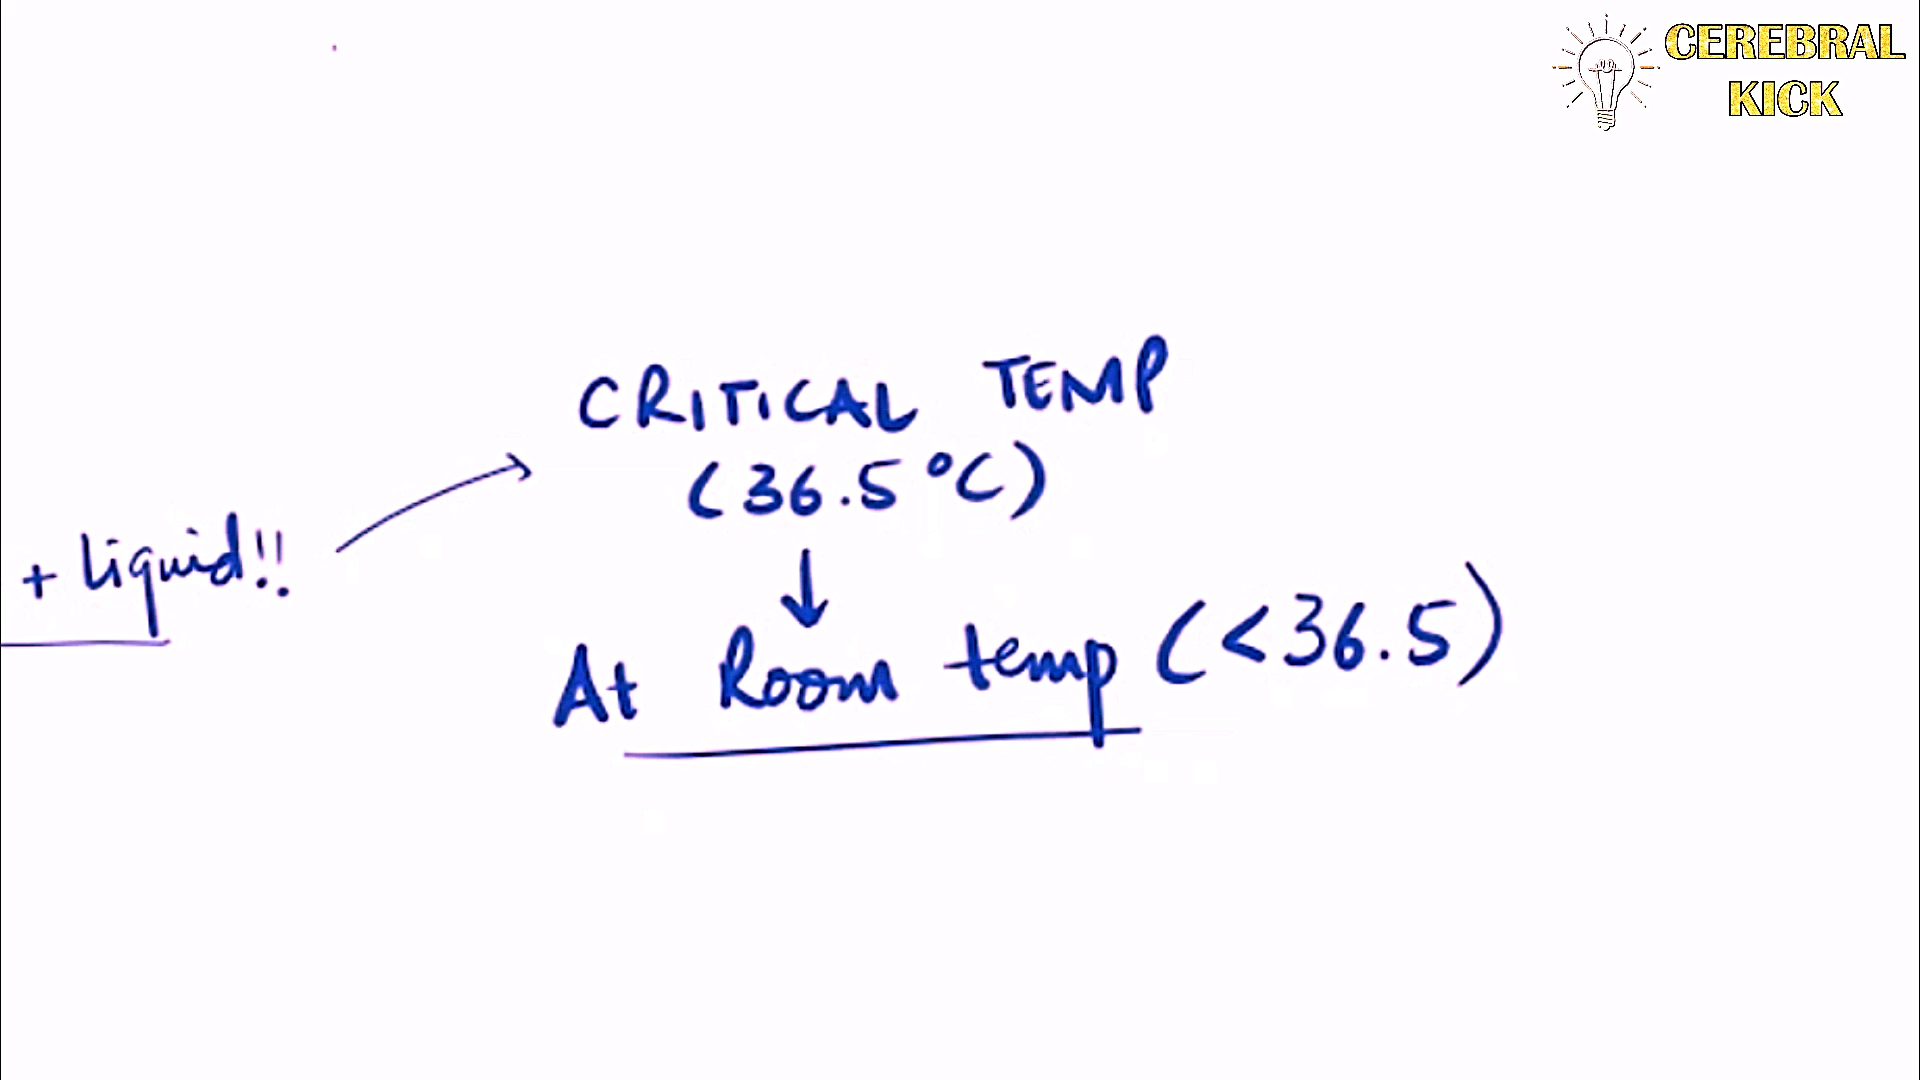 CEREBRAL
KICK
CRITICAL TEMP
(36.5°C)
+ Liquid!!
At Room temp (<36.5)